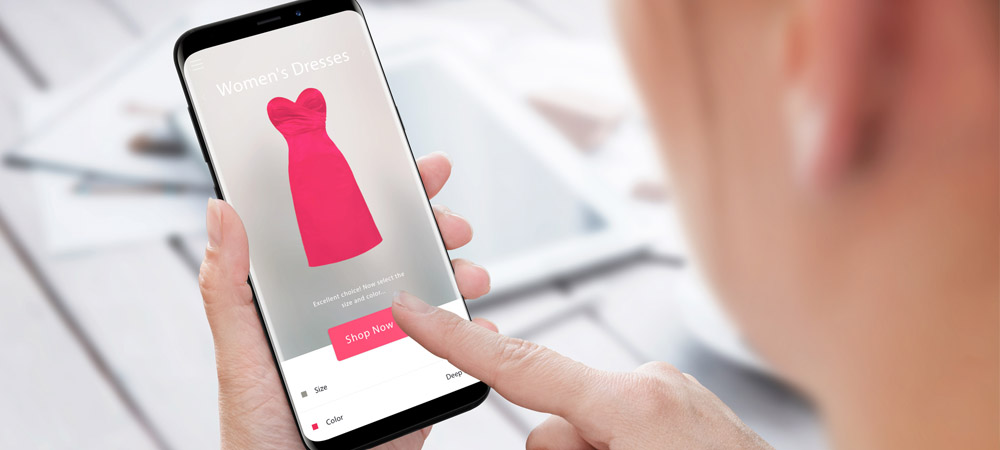 Women's Dresses
Excellent choice! Now select the
size and color...
Shop Now
Size
Deep
Color